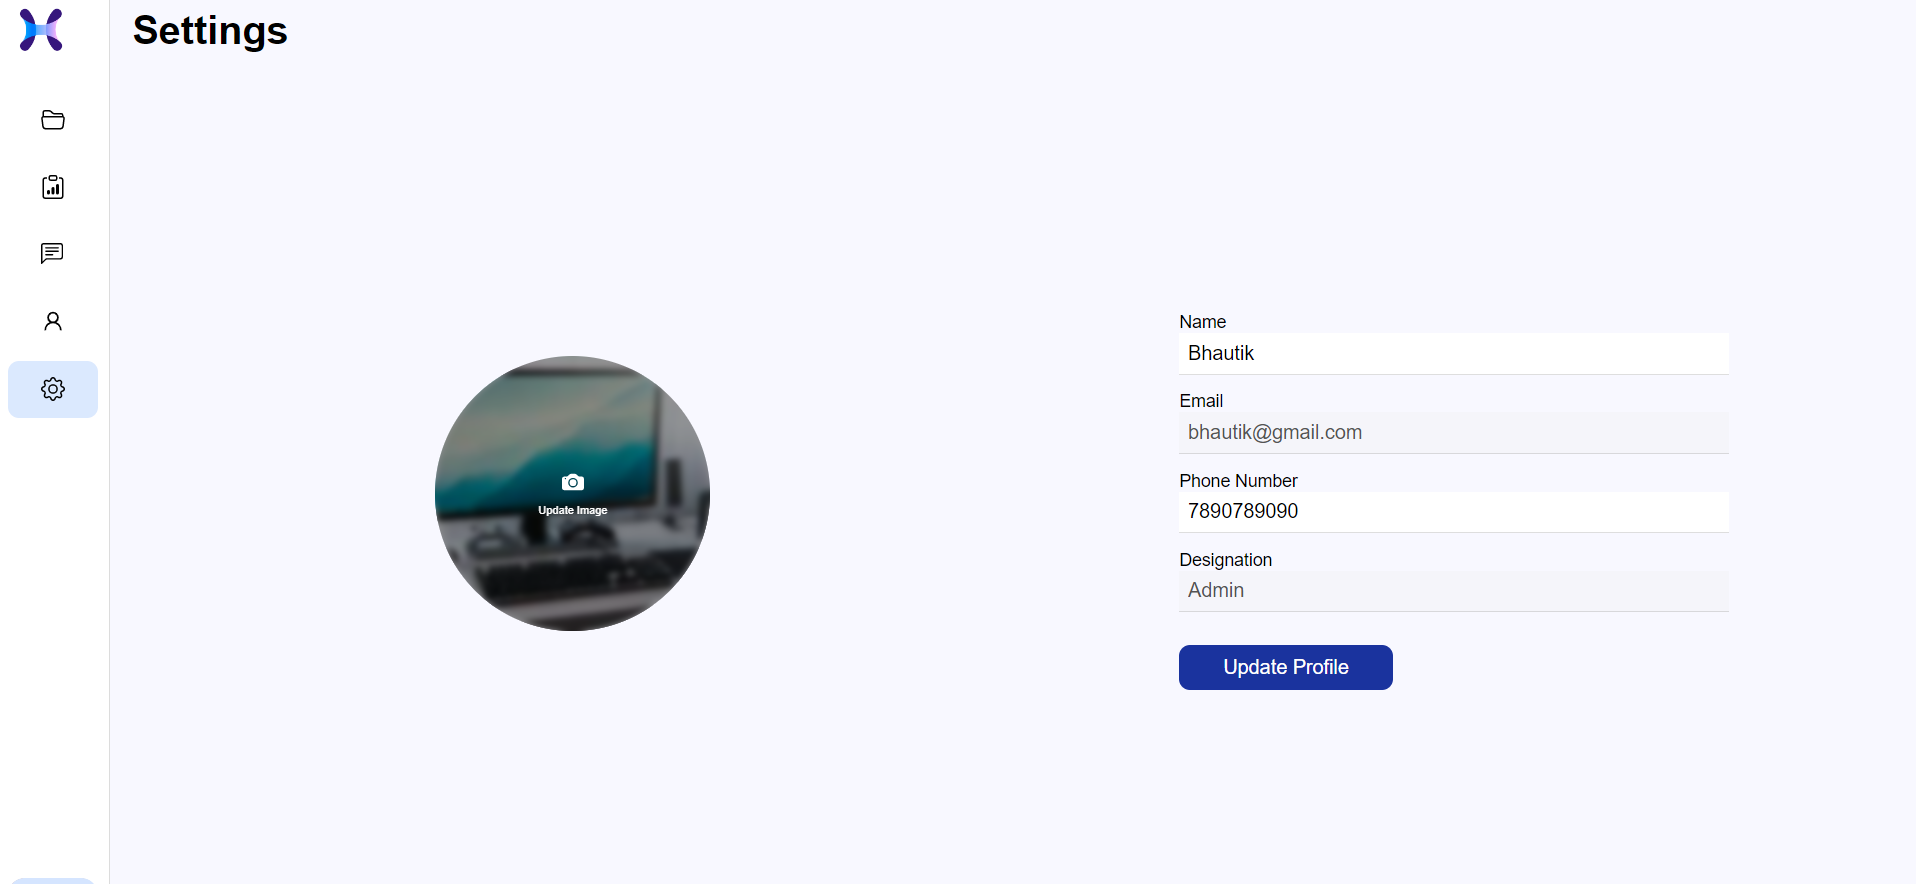 Settings
Update Image
Name
Bhautik
Email
bhautik@gmail.com
Phone Number
7890789090
Designation
Admin
Update Profile